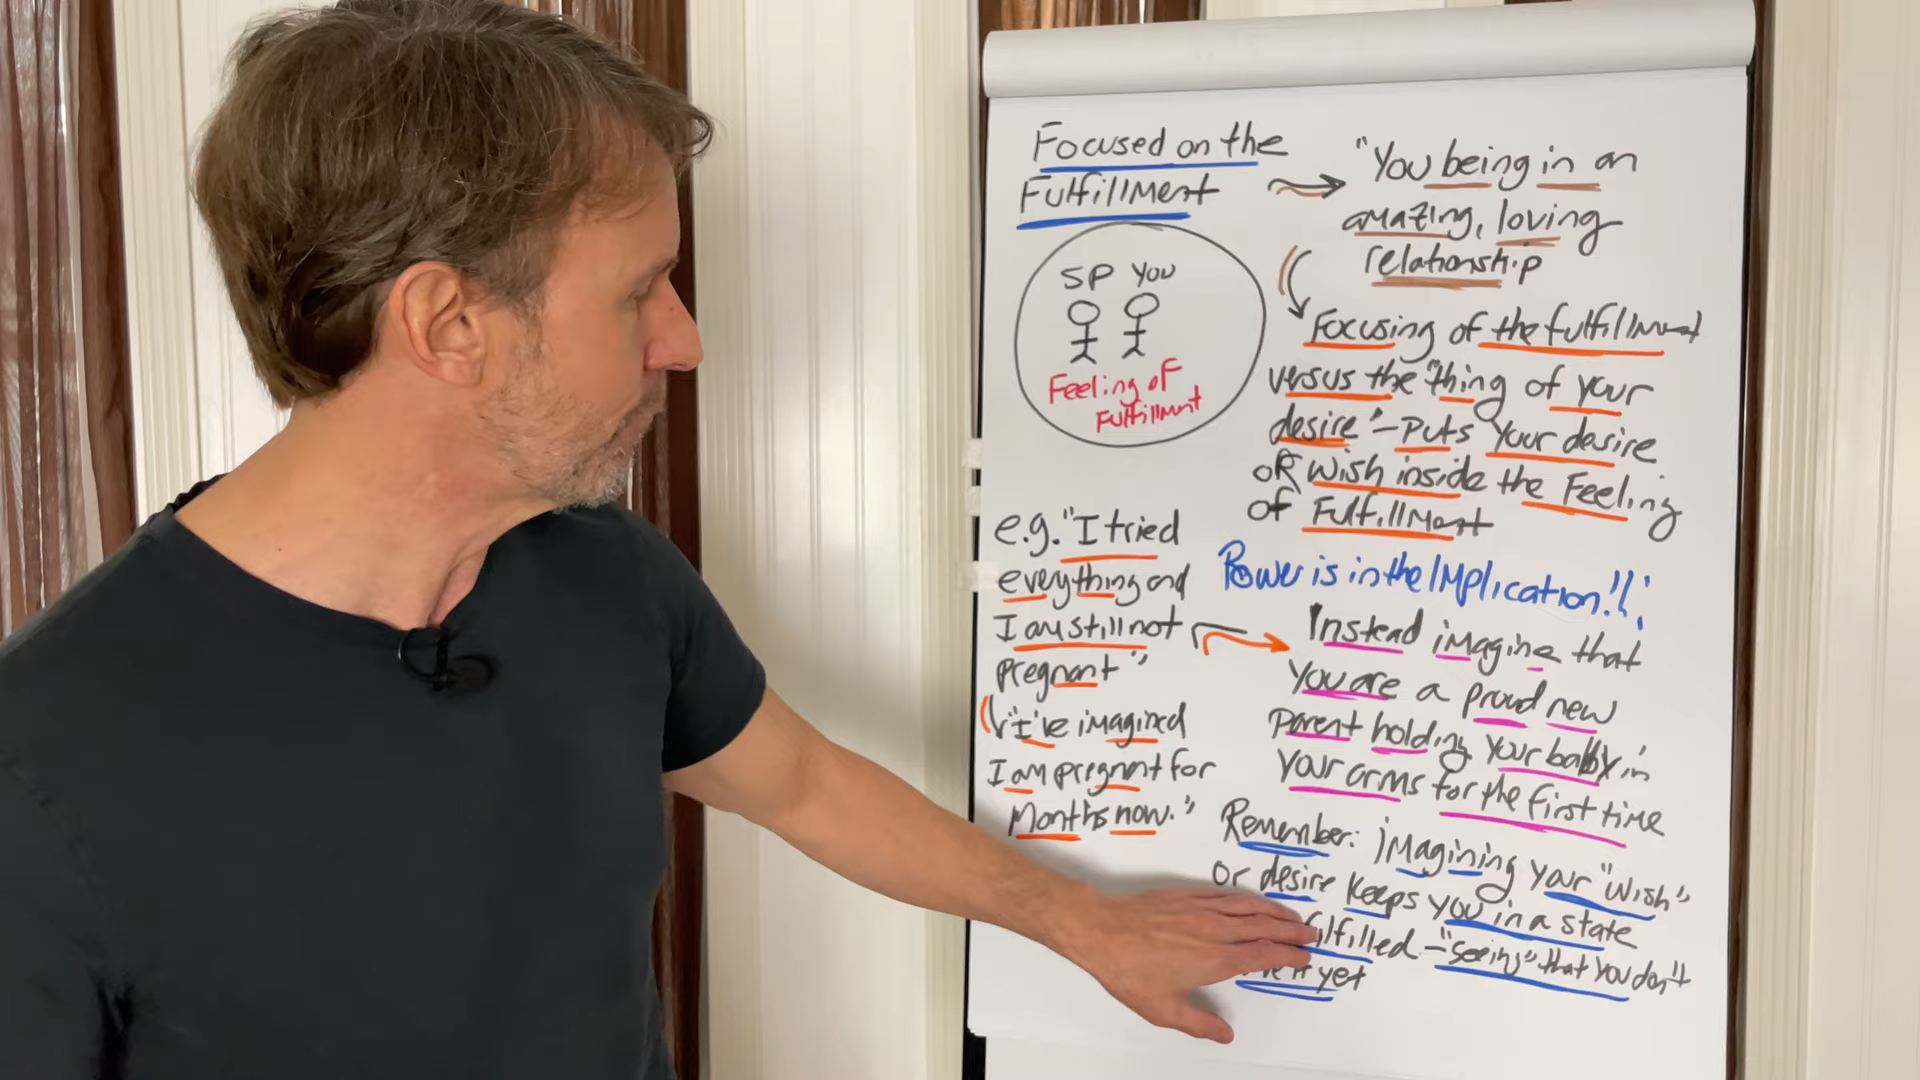 Focused on the
Fulfillment
SP YOU
Feeling of
Fulfillment
"You being in an
amazing, loving
relationship
Focusing of the fulfillment
versus the "thing of your
desire" - puts your desire
OR wish inside the Feeling
of Fulfillment
Power is in the Implication!!!
e.g. "I tried
everything and
I am still not
pregnant"
"I've imagined
I am pregnant for
Months now."
Instead imagine that
you are a proud new
parent holding your baby in
your arms for the first time
Remember: imagining your "wish"
or desire keeps you in a state
- "seeing" that you don't
it yet